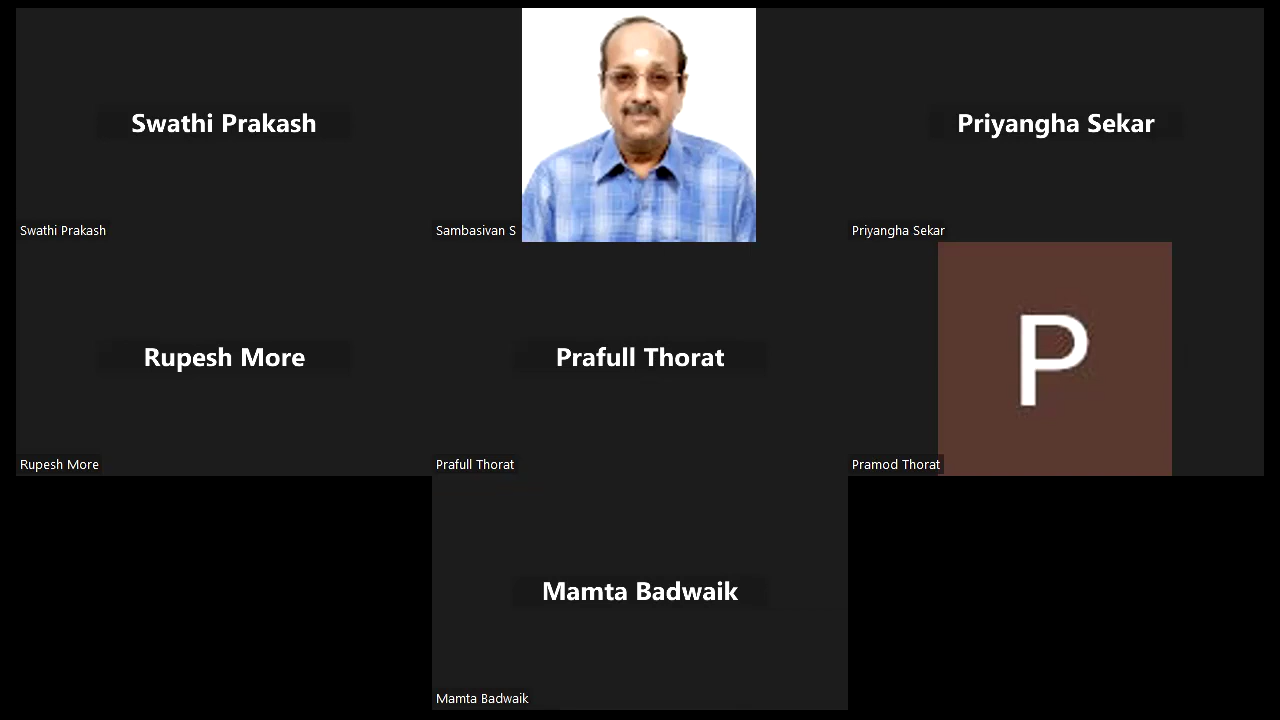 Swathi Prakash
Swathi Prakash
Sambasivan S
Priyangha Sekar
Priyangha Sekar
Rupesh More
Rupesh More
Prafull Thorat
Prafull Thorat
P
Pramod Thorat
Mamta Badwaik
Mamta Badwaik